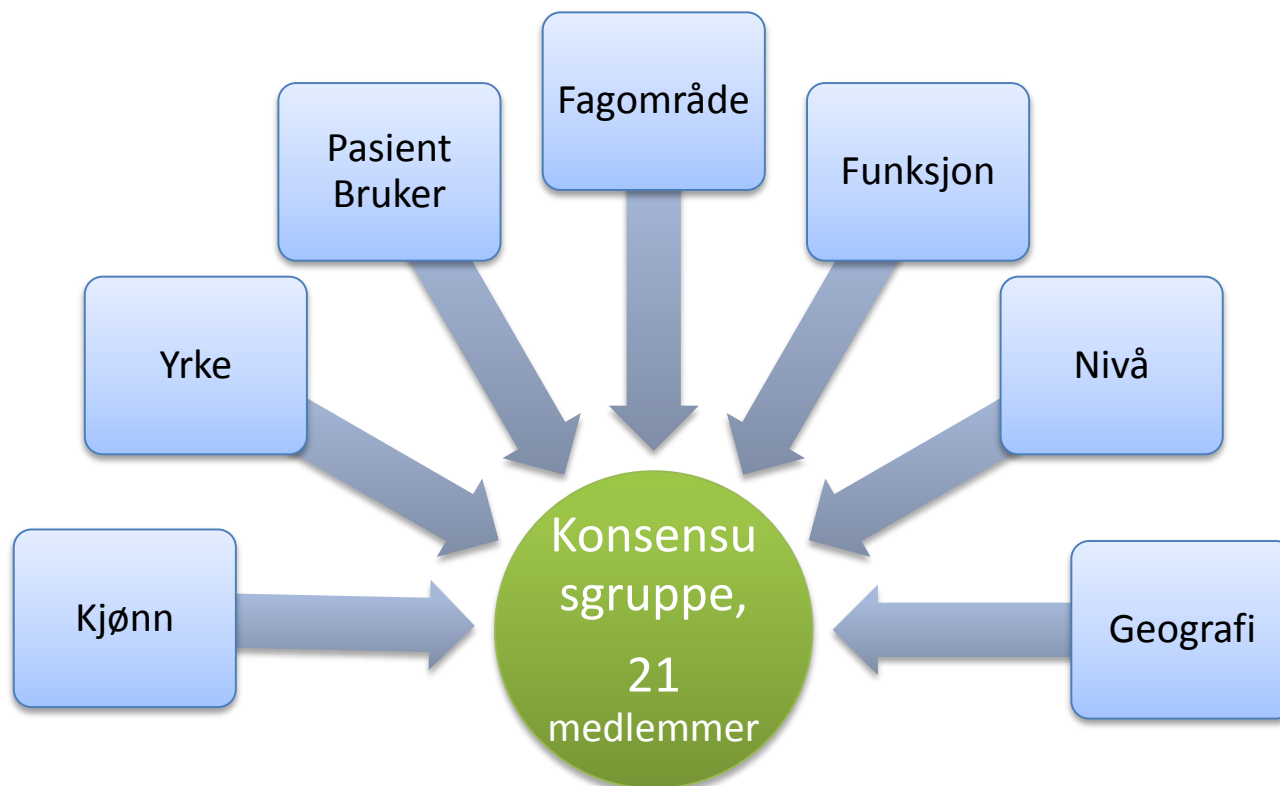 Fagområde
Pasient
Bruker
Funksjon
Yrke
Nivå
Kjønn
Geografi
Konsensu
sgruppe,
21
medlemmer